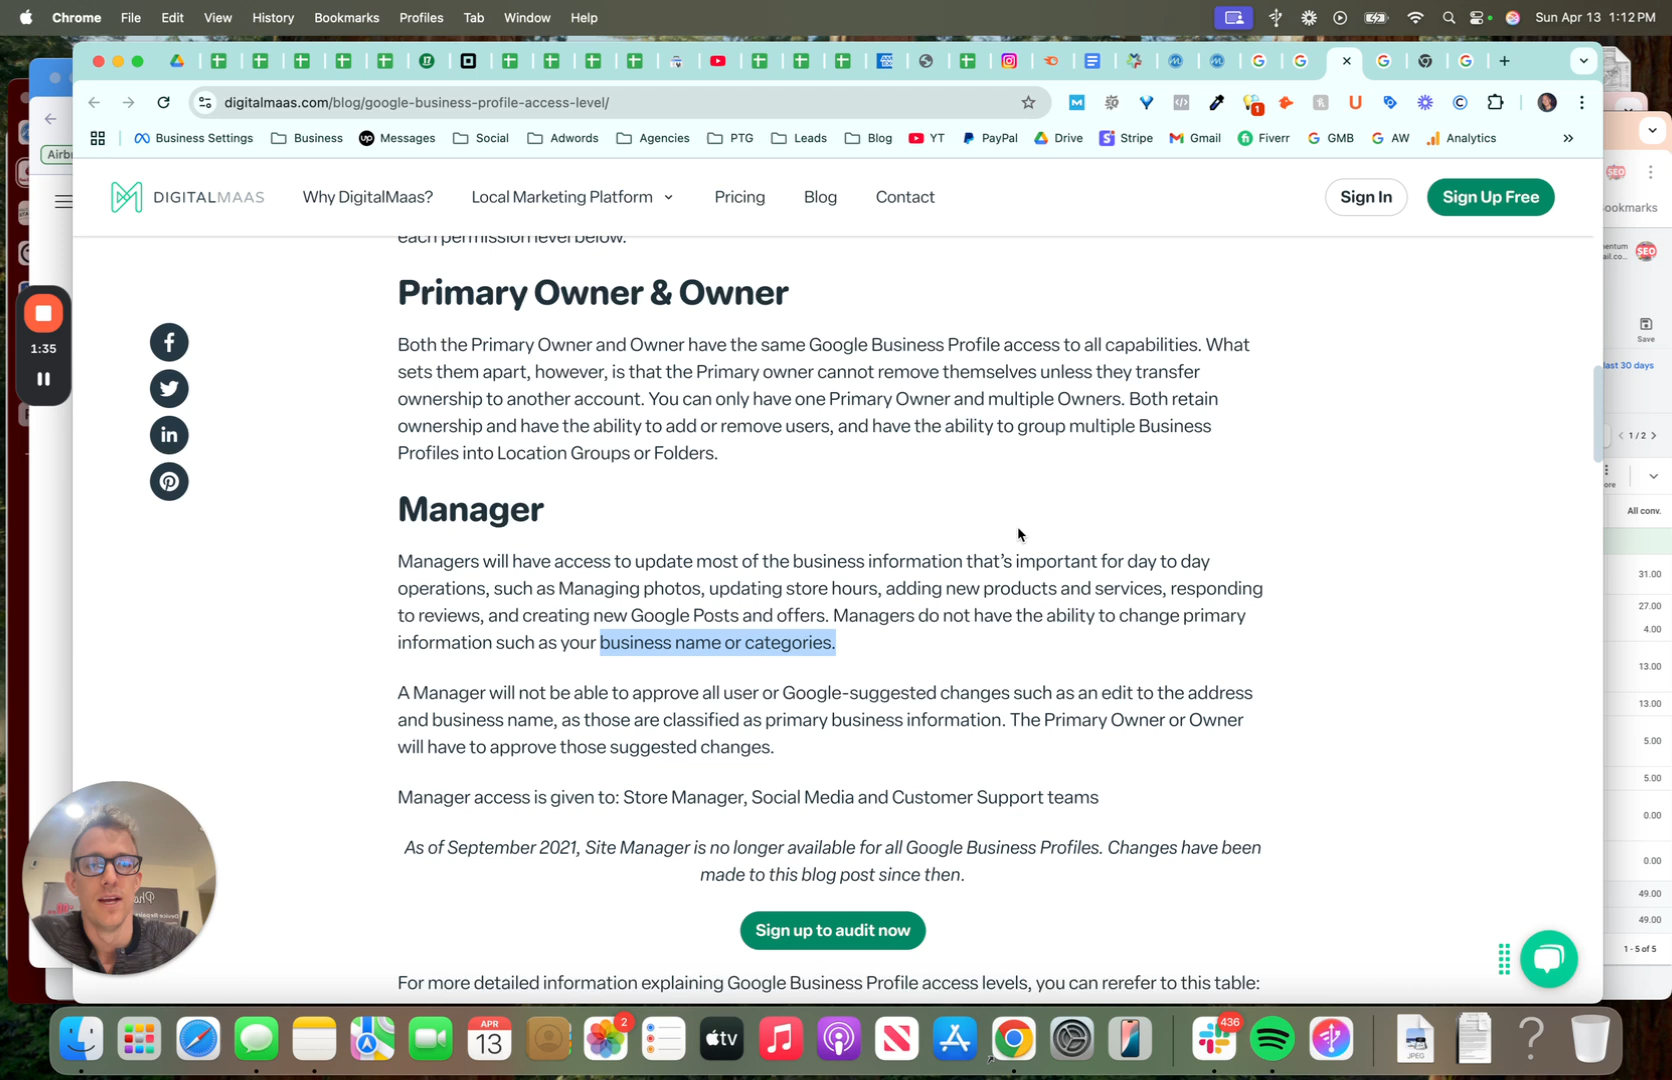 Chrome File Edit View History Bookmarks Profiles Tab Window Help Sun Apr 13 1:12 PM
digitalmaas.com/blog/google-business-profile-access-level/
Business Settings Business Messages Social Adwords Agencies PTG Leads Blog YT PayPal Drive Stripe Gmail Fiverr GMB AW Analytics »
DIGITALMAAS Why DigitalMaas? Local Marketing Platform Pricing Blog Contact Sign In Sign Up Free
each permission level below.
Primary Owner & Owner
Both the Primary Owner and Owner have the same Google Business Profile access to all capabilities. What
sets them apart, however, is that the Primary owner cannot remove themselves unless they transfer
ownership to another account. You can only have one Primary Owner and multiple Owners. Both retain
ownership and have the ability to add or remove users, and have the ability to group multiple Business
Profiles into Location Groups or Folders.
Manager
Managers will have access to update most of the business information that's important for day to day
operations, such as Managing photos, updating store hours, adding new products and services, responding
to reviews, and creating new Google Posts and offers. Managers do not have the ability to change primary
information such as your business name or categories.
A Manager will not be able to approve all user or Google-suggested changes such as an edit to the address
and business name, as those are classified as primary business information. The Primary Owner or Owner
will have to approve those suggested changes.
Manager access is given to: Store Manager, Social Media and Customer Support teams
As of September 2021, Site Manager is no longer available for all Google Business Profiles. Changes have been
made to this blog post since then.
Sign up to audit now
For more detailed information explaining Google Business Profile access levels, you can rerefer to this table:
1:35
Airb
SEO
ookmarks
SEO
Save
last 30 days
1 / 2
All conv.
31.00
27.00
4.00
13.00
13.00
5.00
5.00
0.00
0.00
49.00
49.00
1 - 5 of 5
APR
13
2
tv
436
JPEG